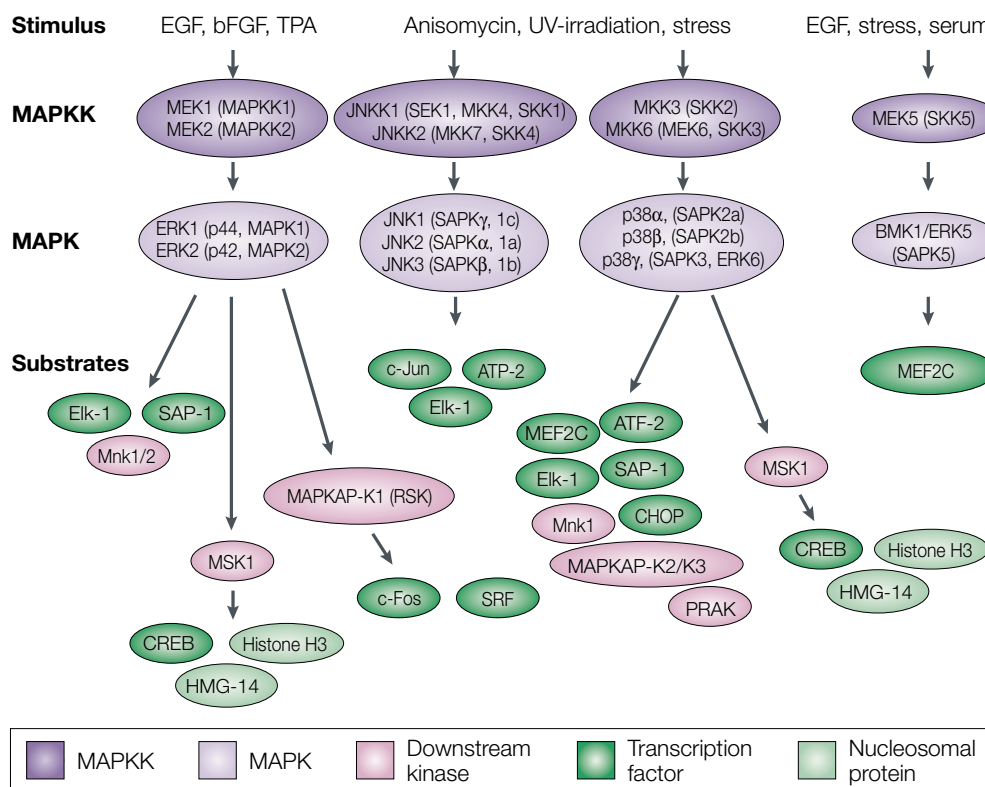 Stimulus
EGF, bFGF, TPA
Anisomycin, UV-irradiation, stress
EGF, stress, serum
MAPKK
MEK1 (MAPKK1)
MEK2 (MAPKK2)
JNKK1 (SEK1, MKK4, SKK1)
JNKK2 (MKK7, SKK4)
MKK3 (SKK2)
MKK6 (MEK6, SKK3)
MEK5 (SKK5)
MAPK
ERK1 (p44, MAPK1)
ERK2 (p42, MAPK2)
JNK1 (SAPKγ, 1c)
JNK2 (SAPKα, 1a)
JNK3 (SAPKβ, 1b)
p38α, (SAPK2a)
p38β, (SAPK2b)
p38γ, (SAPK3, ERK6)
BMK1/ERK5
(SAPK5)
Substrates
Elk-1
SAP-1
Mnk1/2
MAPKAP-K1 (RSK)
MSK1
c-Fos
SRF
CREB
Histone H3
HMG-14
c-Jun
ATP-2
Elk-1
MEF2C
ATF-2
Elk-1
SAP-1
Mnk1
CHOP
MAPKAP-K2/K3
PRAK
MSK1
CREB
Histone H3
HMG-14
MEF2C
MAPKK
MAPK
Downstream
kinase
Transcription
factor
Nucleosomal
protein